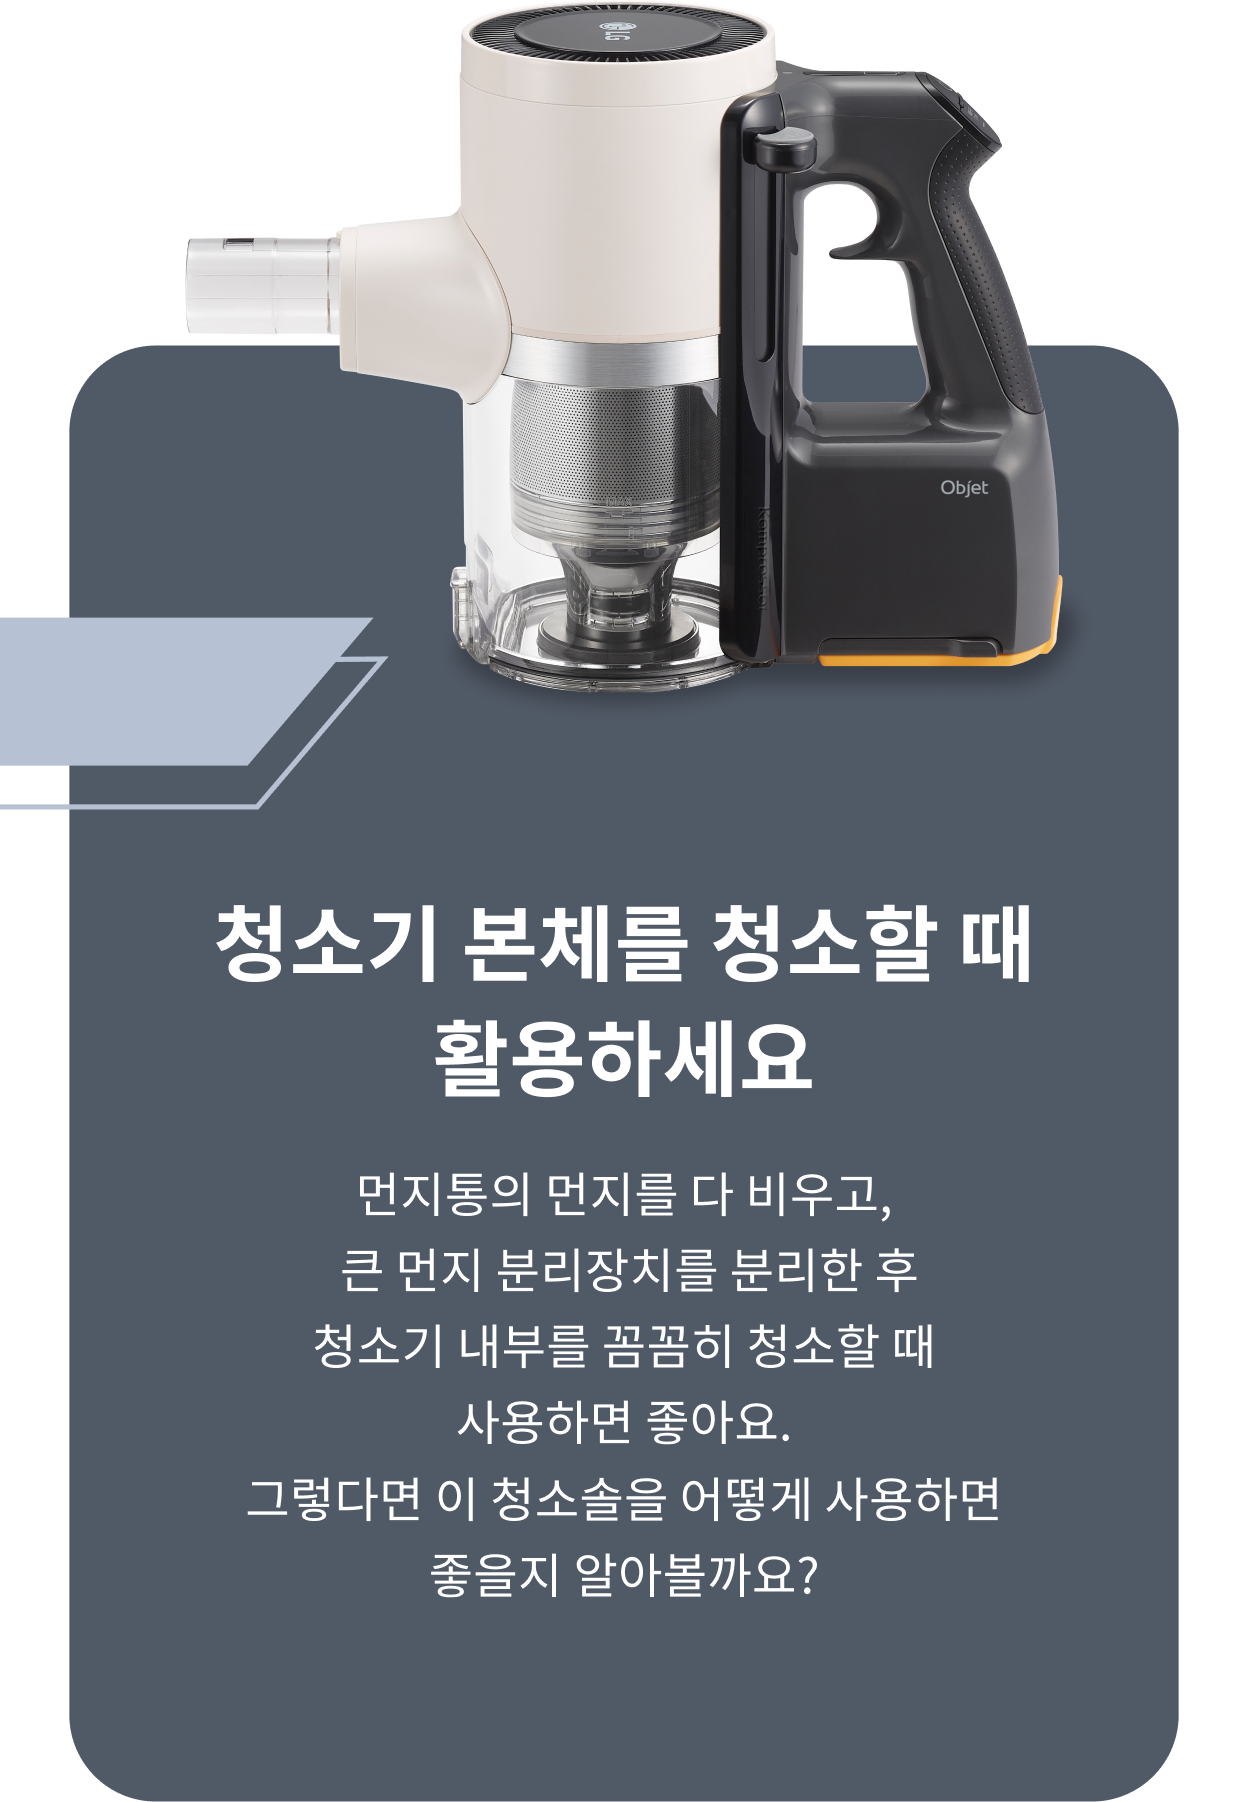 LG
Objet
kompressor
청소기 본체를 청소할 때
활용하세요
먼지통의 먼지를 다 비우고,
큰 먼지 분리장치를 분리한 후
청소기 내부를 꼼꼼히 청소할 때
사용하면 좋아요.
그렇다면 이 청소솔을 어떻게 사용하면
좋을지 알아볼까요?